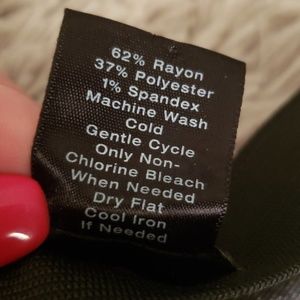 62% Rayon
37% Polyester
1% Spandex
Machine Wash
Cold
Gentle Cycle
Only Non-
Chlorine Bleach
When Needed
Dry Flat
Cool Iron
If Needed